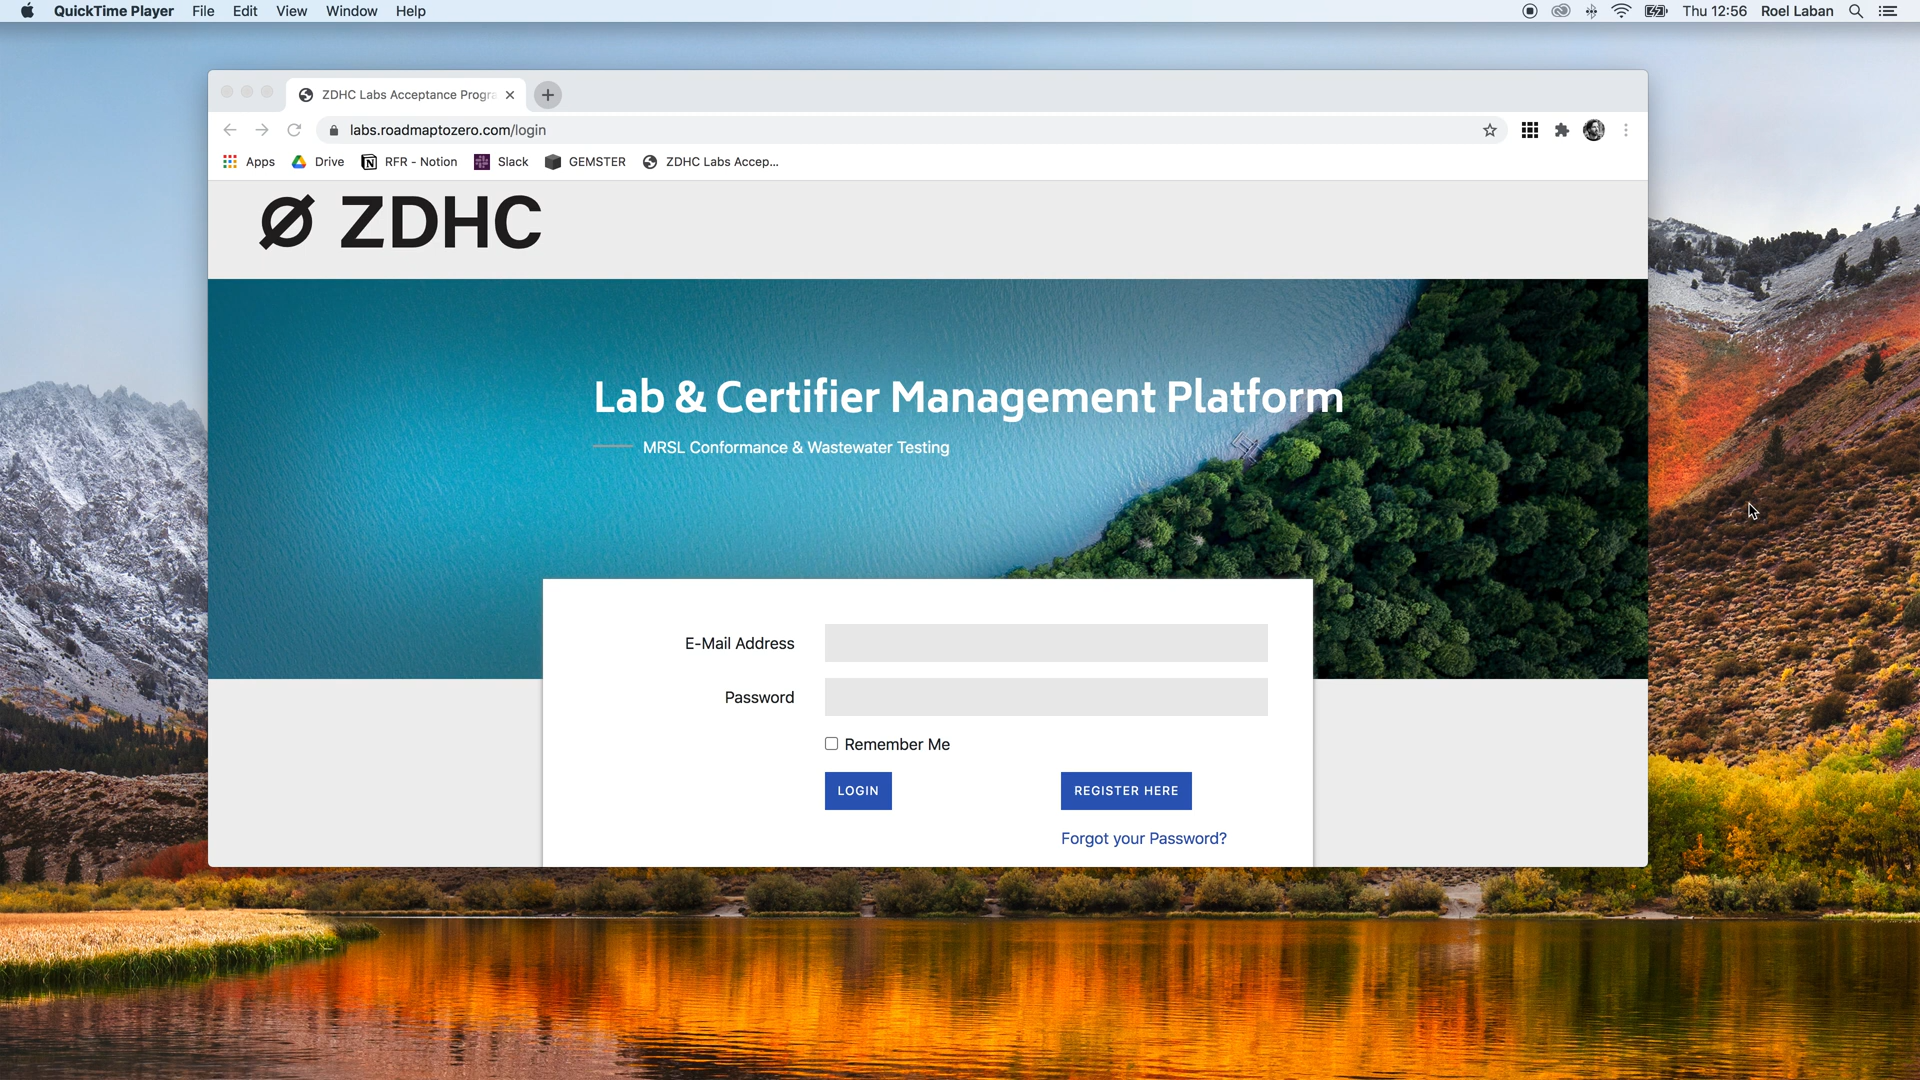 QuickTime Player File Edit View Window Help Thu 12:56 Roel Laban
ZDHC Labs Acceptance Progra
labs.roadmaptozero.com/login
Apps Drive RFR - Notion Slack GEMSTER ZDHC Labs Accep...
ZDHC
Lab & Certifier Management Platform
MRSL Conformance & Wastewater Testing
E-Mail Address
Password
Remember Me
LOGIN REGISTER HERE
Forgot your Password?